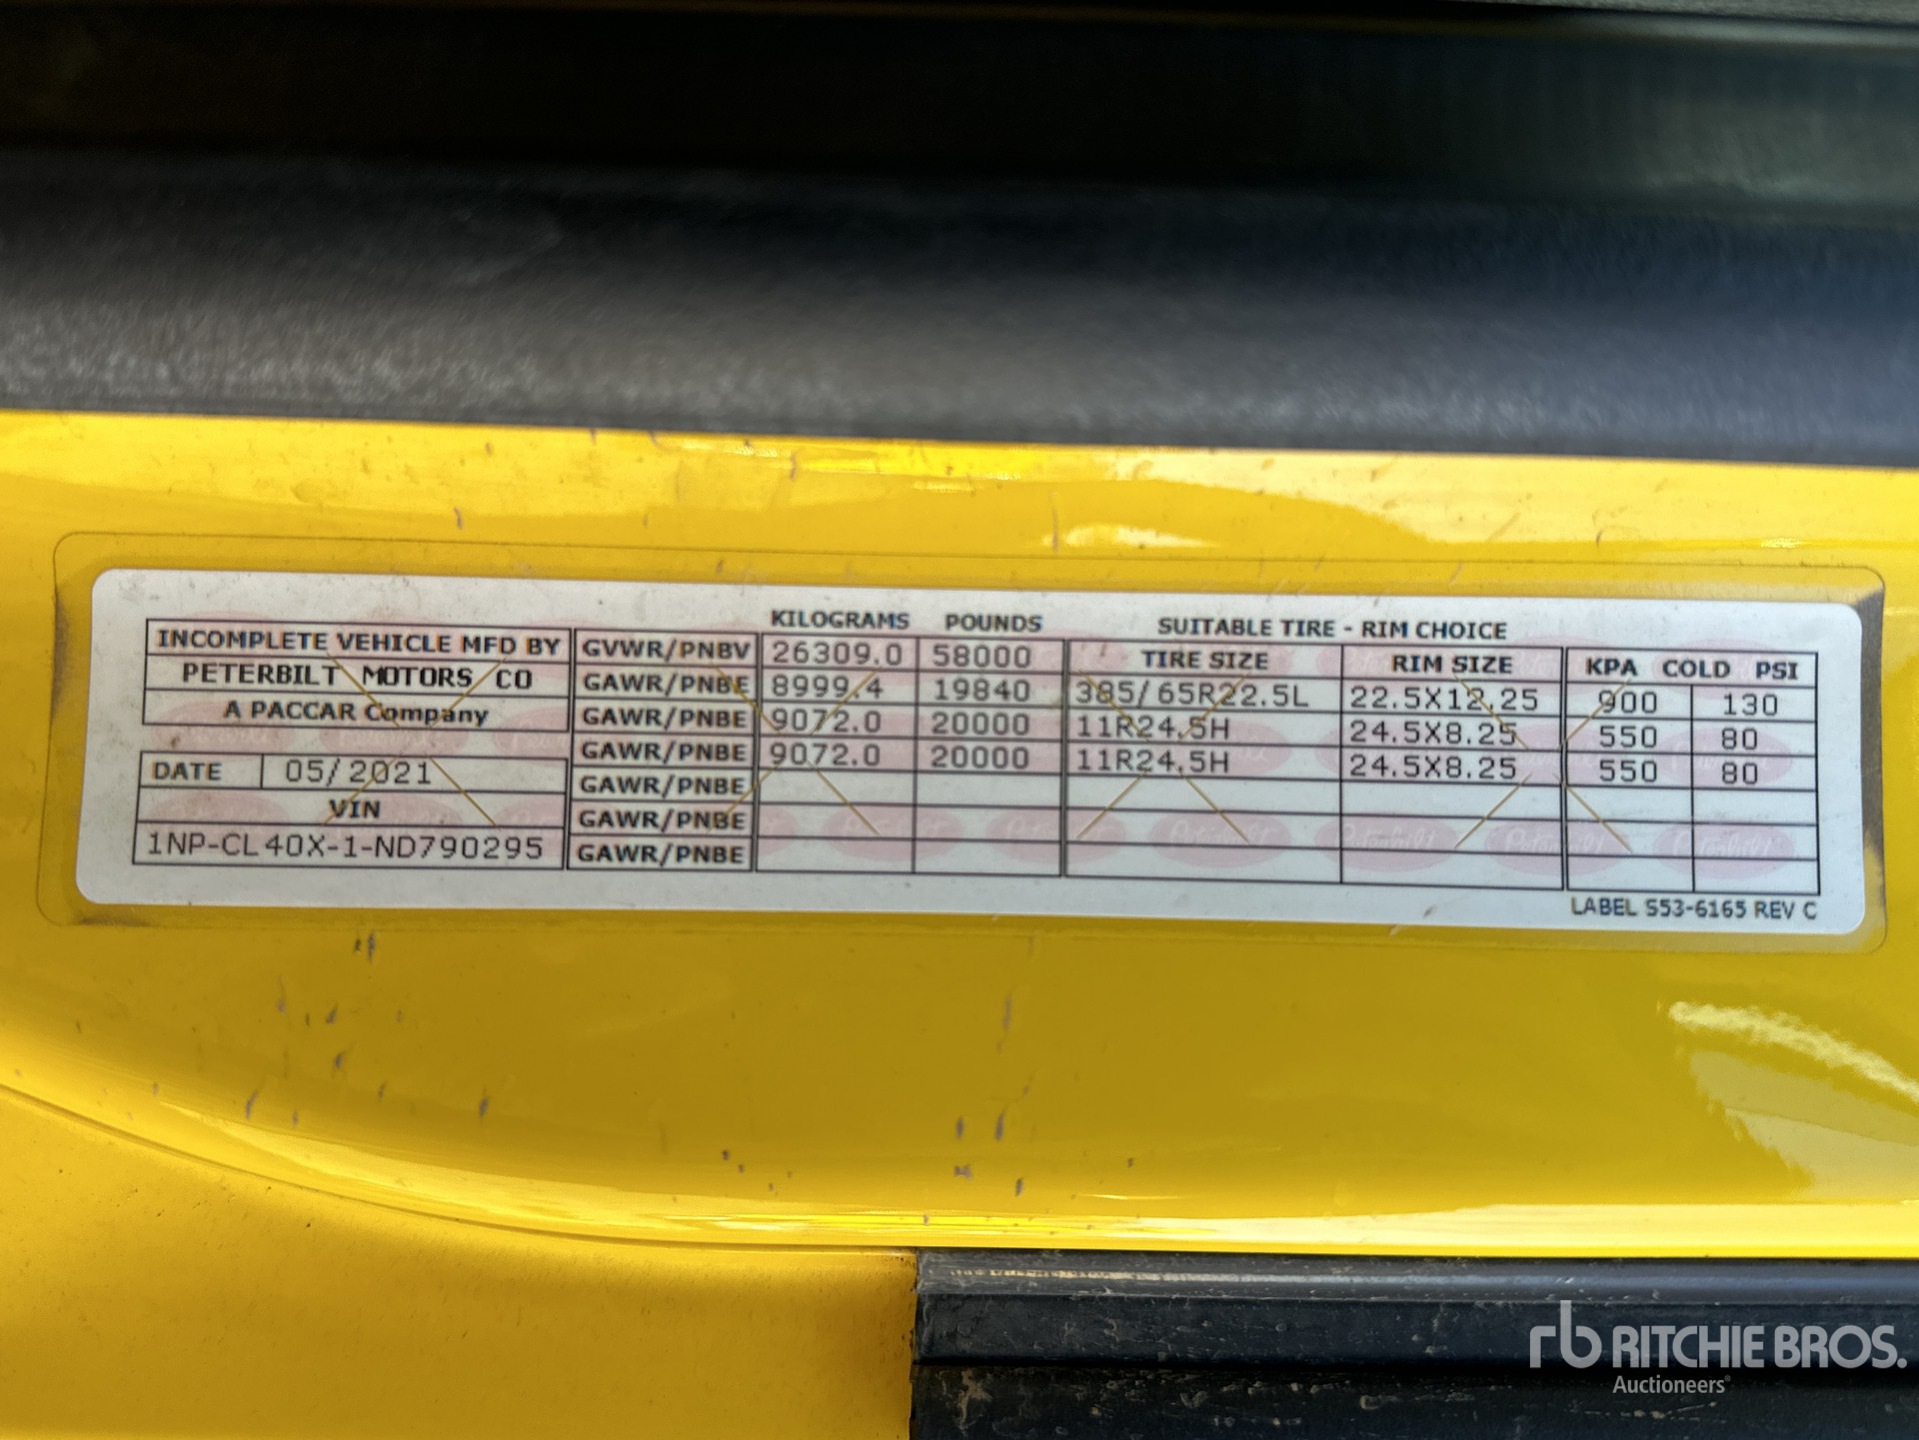 KILOGRAMS POUNDS SUITABLE TIRE - RIM CHOICE
INCOMPLETE VEHICLE MFD BY
PETERBILT MOTORS CO
A PACCAR Company
DATE 05/2021
VIN
1NP-CL40X-1-ND790295
TIRE SIZE RIM SIZE KPA COLD PSI
GVWR/PNBV 26309.0 58000
GAWR/PNBE 8999.4 19840 385/65R22.5L 22.5X12.25 900 130
GAWR/PNBE 9072.0 20000 11R24.5H 24.5X8.25 550 80
GAWR/PNBE 9072.0 20000 11R24.5H 24.5X8.25 550 80
GAWR/PNBE
GAWR/PNBE
GAWR/PNBE
LABEL S53-6165 REV C
rb RITCHIE BROS.
Auctioneers